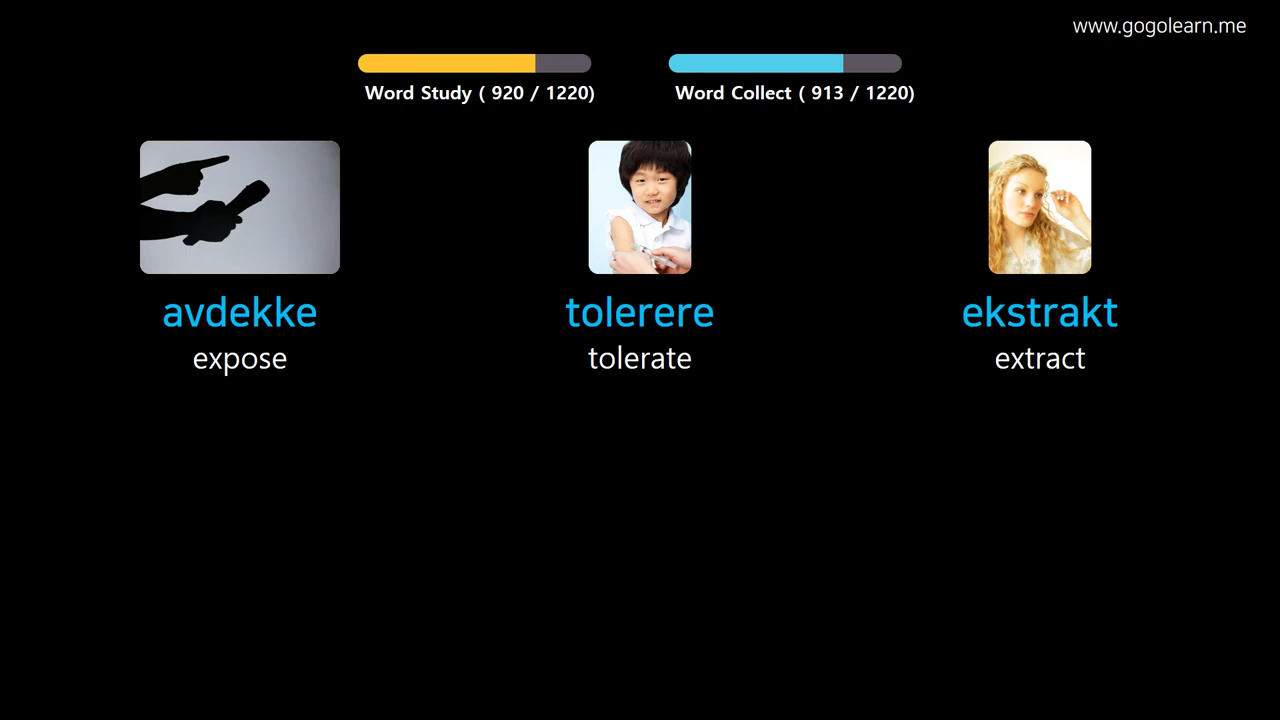 www.gogolearn.me
Word Study ( 920 / 1220)
Word Collect ( 913 / 1220)
avdekke
expose
tolerere
tolerate
ekstrakt
extract